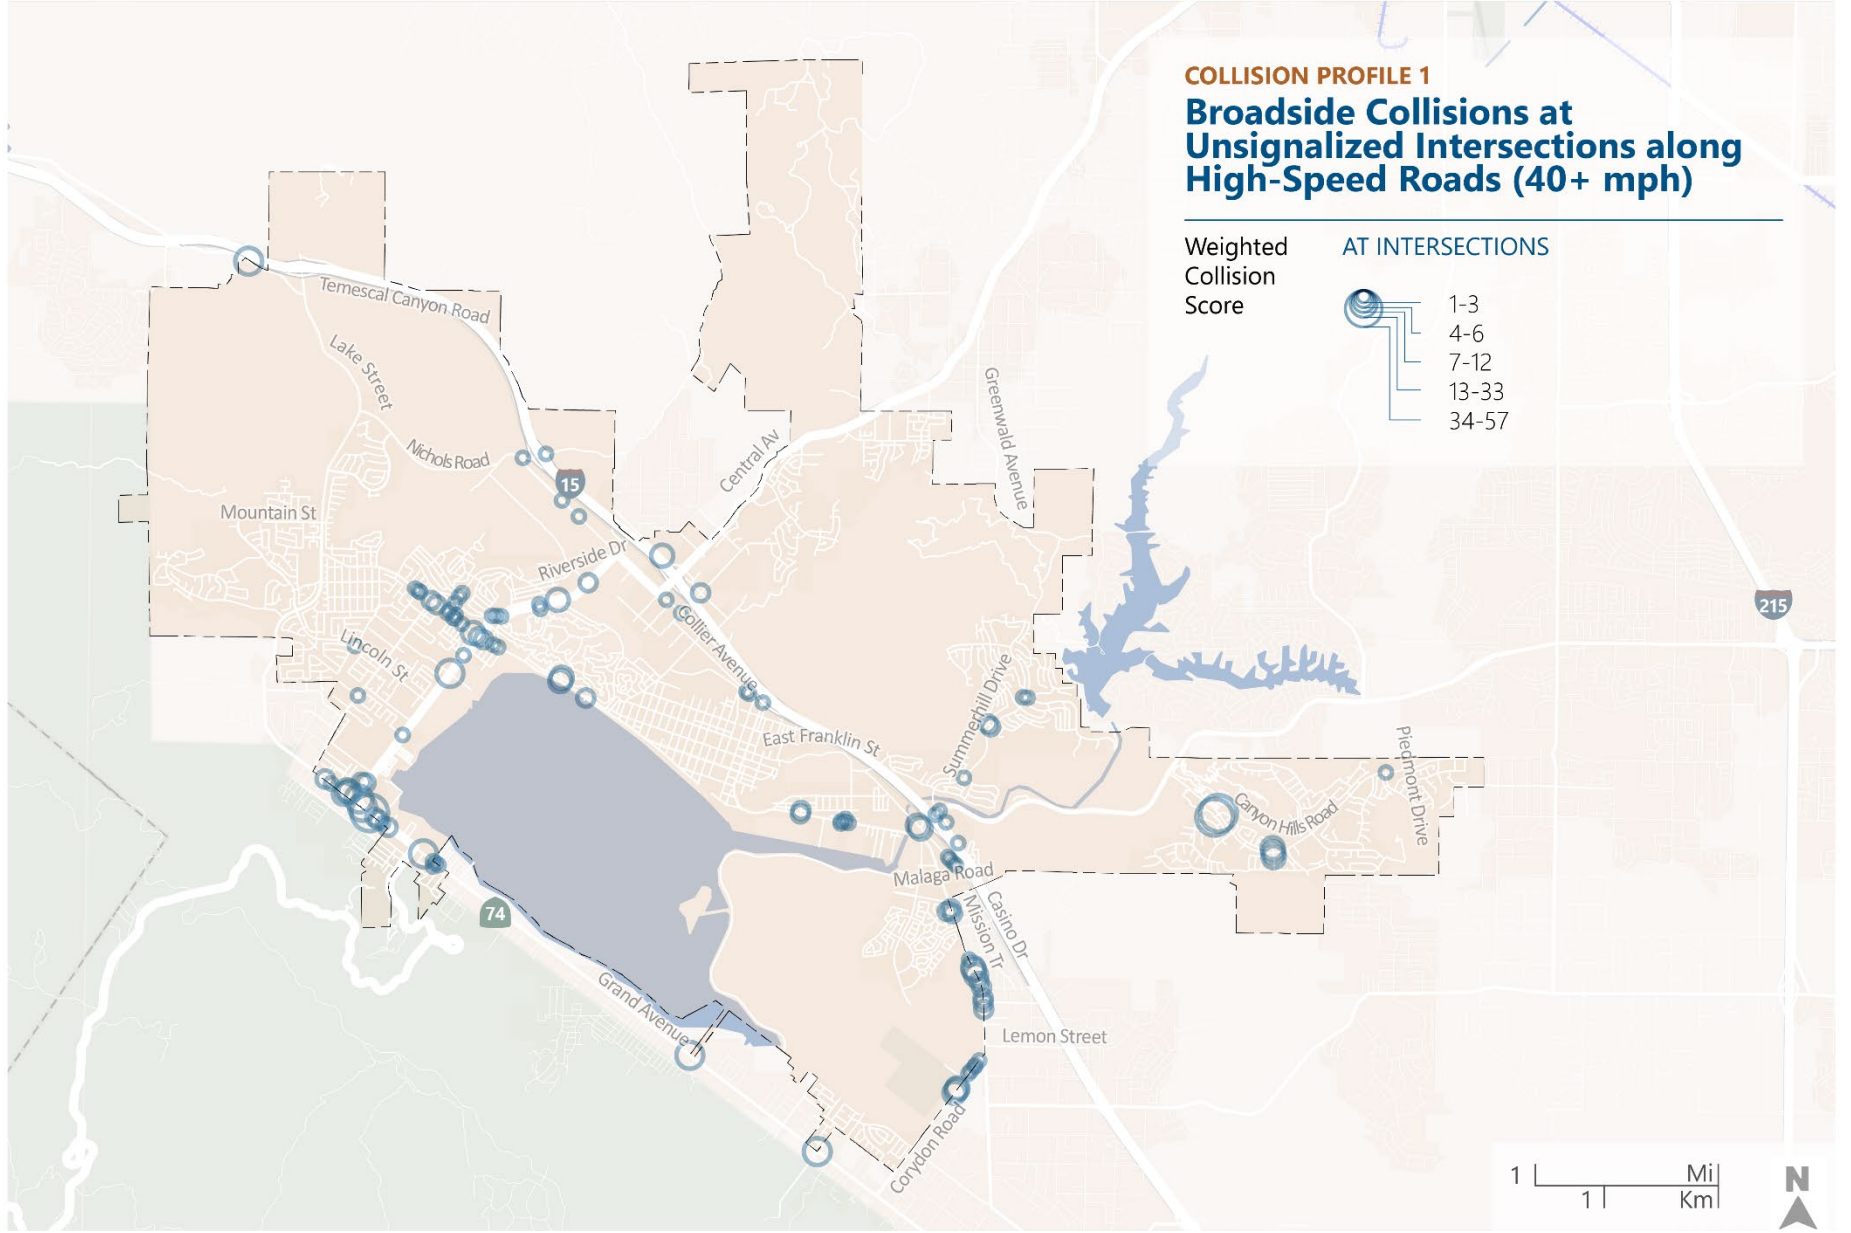 COLLISION PROFILE 1
Broadside Collisions at
Unsignalized Intersections along
High-Speed Roads (40+ mph)
Weighted
Collision
Score
AT INTERSECTIONS
1-3
4-6
7-12
13-33
34-57
Temescal Canyon Road
Lake Street
Nichols Road
15
Central Av
Greenwald Avenue
Mountain St
Riverside Dr
215
Collier Avenue
Lincoln St
Summerhill Drive
East Franklin St
Piedmont Drive
Canyon Hills Road
Malaga Road
74
Casino Dr
Mission Tr
Grand Avenue
Lemon Street
Corydon Road
1 Mi
1 Km
N